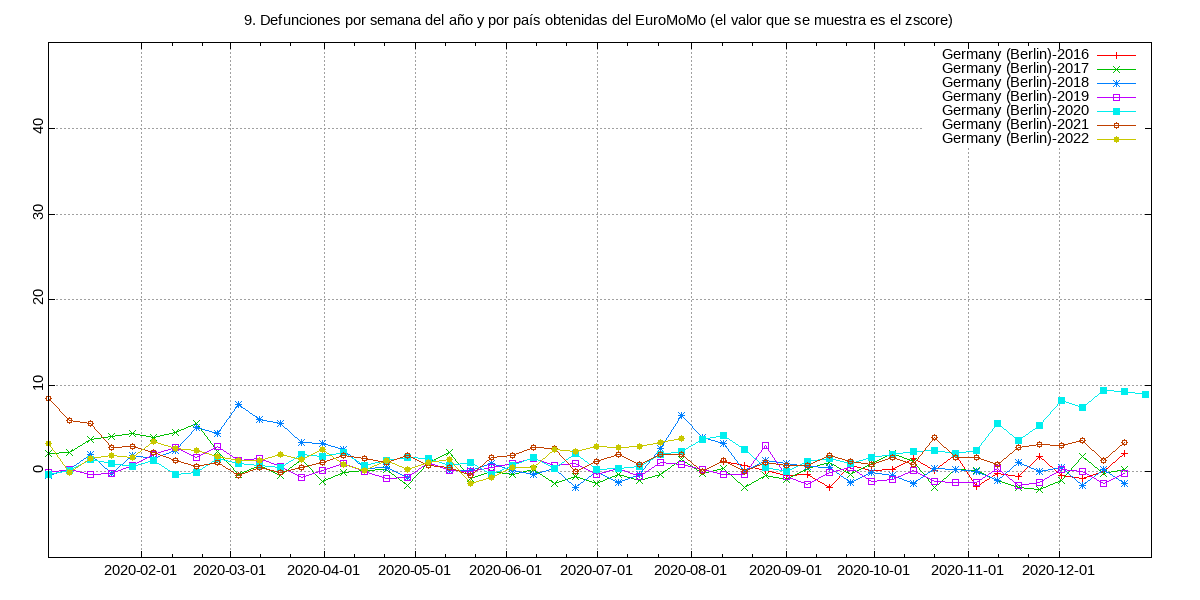 9. Defunciones por semana del año y por país obtenidas del EuroMoMo (el valor que se muestra es el zscore)
Germany (Berlin)-2016
Germany (Berlin)-2017
Germany (Berlin)-2018
Germany (Berlin)-2019
Germany (Berlin)-2020
Germany (Berlin)-2021
Germany (Berlin)-2022
40
30
20
10
0
2020-02-01 2020-03-01 2020-04-01 2020-05-01 2020-06-01 2020-07-01 2020-08-01 2020-09-01 2020-10-01 2020-11-01 2020-12-01